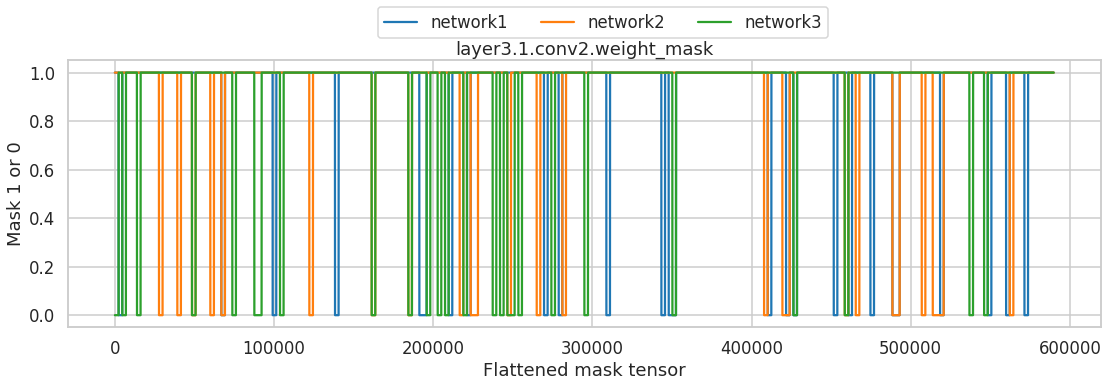 network1 network2 network3
layer3.1.conv2.weight_mask
Mask 1 or 0
1.0
0.8
0.6
0.4
0.2
0.0
0 100000 200000 300000 400000 500000 600000
Flattened mask tensor